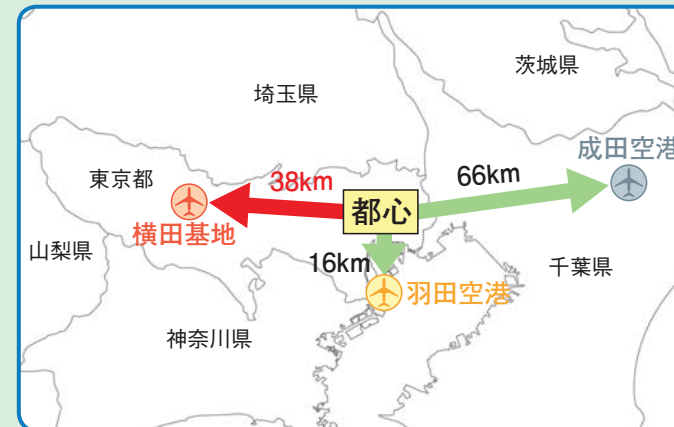 茨城県
埼玉県
成田空港
東京都
38km
66km
都心
横田基地
山梨県
16km
千葉県
羽田空港
神奈川県